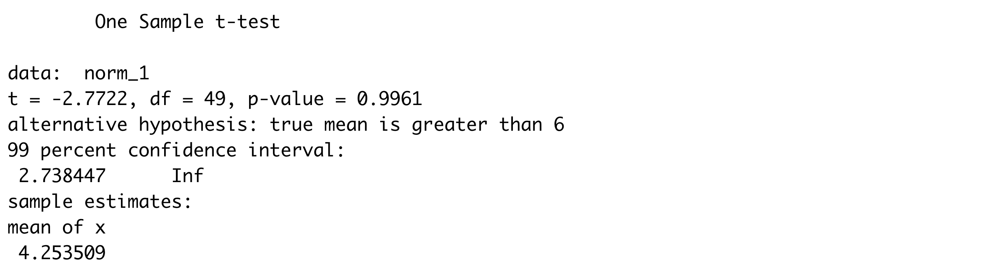 One Sample t-test
data: norm_1
t = -2.7722, df = 49, p-value = 0.9961
alternative hypothesis: true mean is greater than 6
99 percent confidence interval:
2.738447 Inf
sample estimates:
mean of x
4.253509